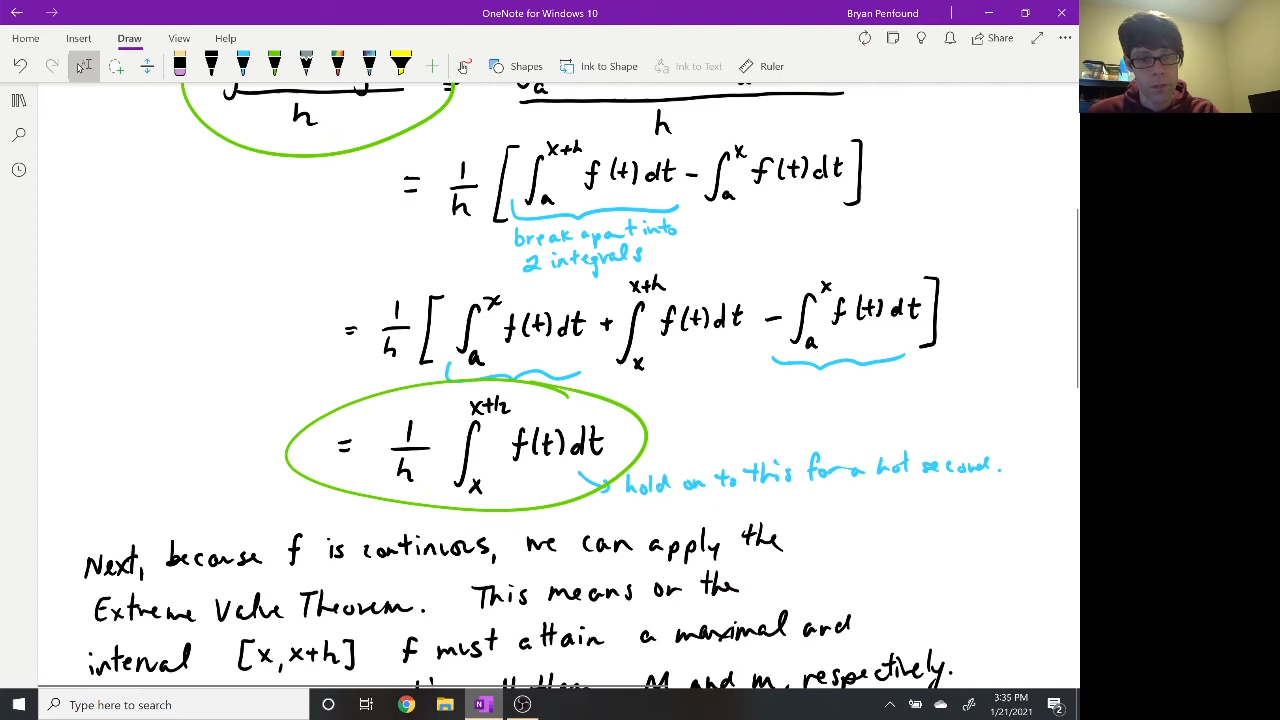 OneNote for Windows 10
Bryan Penfound
Home Insert Draw View Help
Share
Shapes
Ink to Shape
Ink to Text
Ruler
h = a h
= 1/h [ ∫_a^{x+h} f(t)dt - ∫_a^x f(t)dt ]
break apart into
2 integrals
= 1/h [ ∫_a^x f(t)dt + ∫_x^{x+h} f(t)dt - ∫_a^x f(t)dt ]
= 1/h ∫_x^{x+h} f(t)dt
hold on to this for a hot second.
Next, because f is continuous, we can apply the
Extreme Value Theorem. This means on the
interval [x, x+h] f must attain a maximal and
M and m, respectively.
Type here to search
3:35 PM
1/21/2021
2